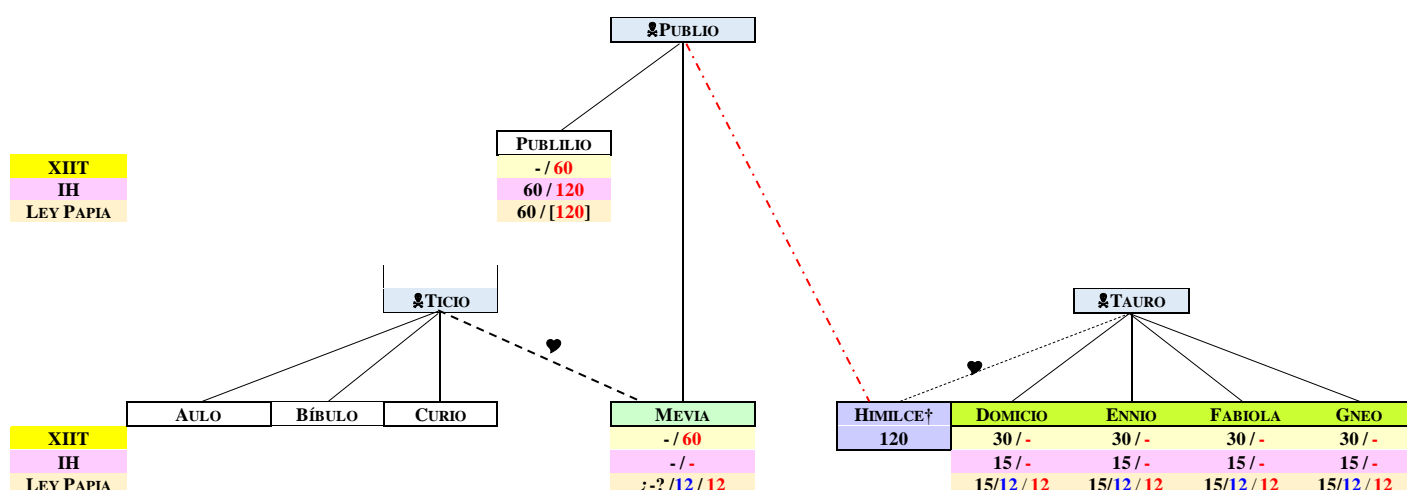 PUBLIO
PUBLILIO
XIIT - / 60
IH 60 / 120
LEY PAPIA 60 / [120]
TICIO TAURO
AULO BÍBULO CURIO MEVIA HIMILCE† DOMICIO ENNIO FABIOLA GNEO
XIIT - / 60 120 30 / - 30 / - 30 / - 30 / -
IH - / - 15 / - 15 / - 15 / - 15 / -
LEY PAPIA ¿-? /12 / 12 15/12 / 12 15/12 / 12 15/12 / 12 15/12 / 12